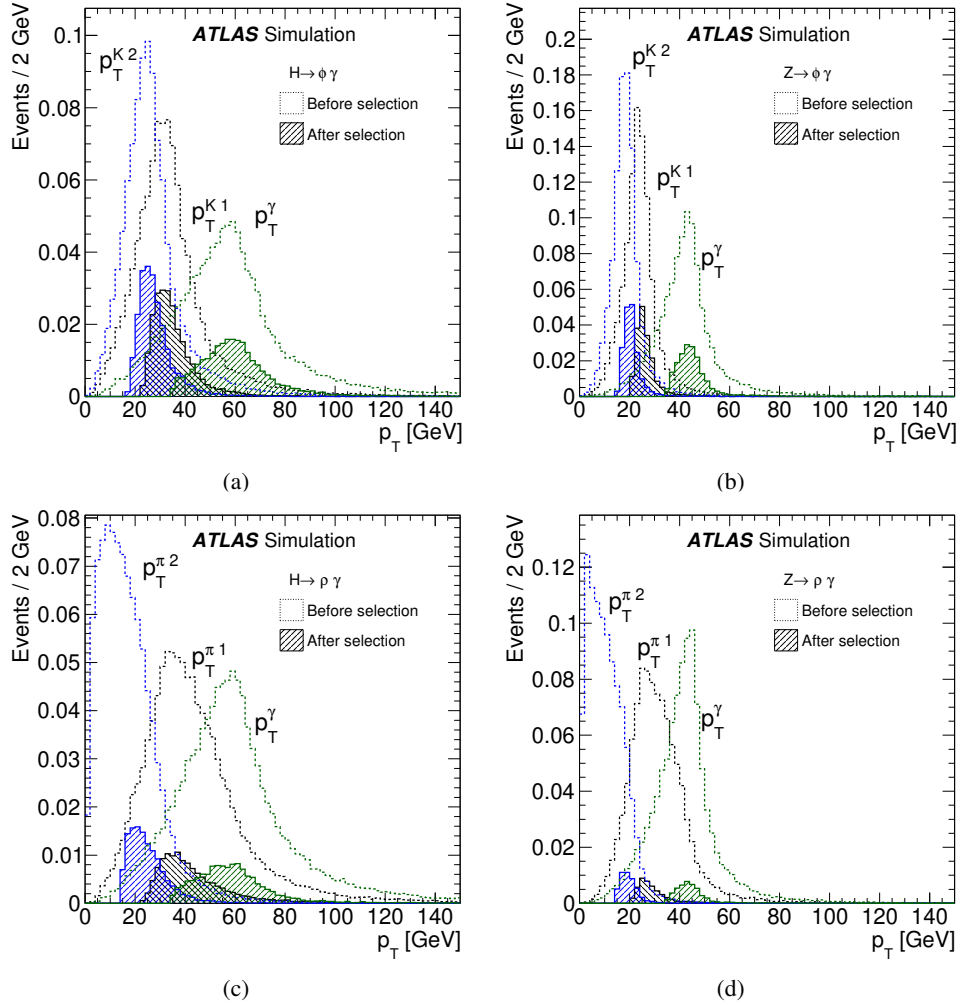 Events / 2 GeV
0.1
0.08
0.06
0.04
0.02
0
ATLAS Simulation
H→ φ γ
Before selection
After selection
p_T^{K 2}
p_T^{K 1}
p_T^γ
0 20 40 60 80 100 120 140
p_T [GeV]
(a)
Events / 2 GeV
0.2
0.18
0.16
0.14
0.12
0.1
0.08
0.06
0.04
0.02
0
ATLAS Simulation
Z→ φ γ
Before selection
After selection
p_T^{K 2}
p_T^{K 1}
p_T^γ
0 20 40 60 80 100 120 140
p_T [GeV]
(b)
Events / 2 GeV
0.08
0.07
0.06
0.05
0.04
0.03
0.02
0.01
0
ATLAS Simulation
H→ ρ γ
Before selection
After selection
p_T^{π 2}
p_T^{π 1}
p_T^γ
0 20 40 60 80 100 120 140
p_T [GeV]
(c)
Events / 2 GeV
0.12
0.1
0.08
0.06
0.04
0.02
0
ATLAS Simulation
Z→ ρ γ
Before selection
After selection
p_T^{π 2}
p_T^{π 1}
p_T^γ
0 20 40 60 80 100 120 140
p_T [GeV]
(d)